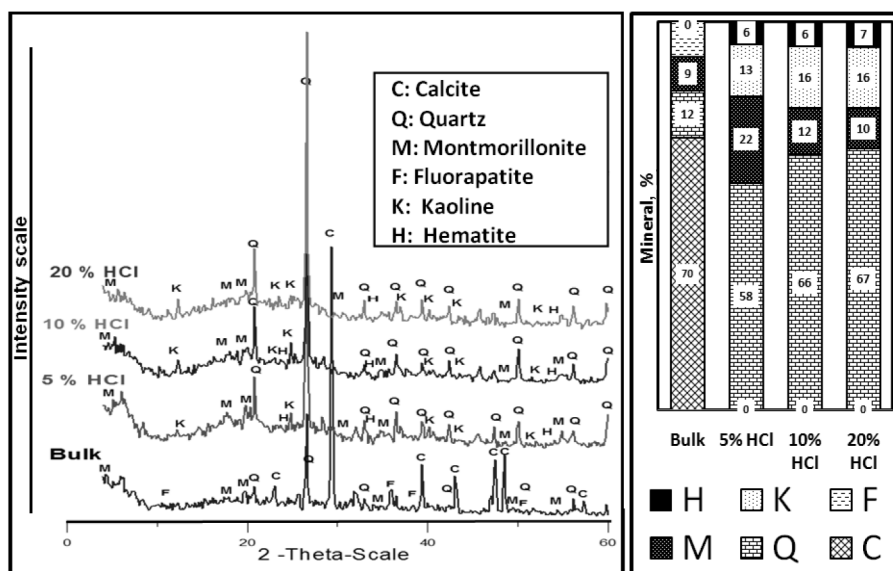 Intensity scale
C: Calcite
Q: Quartz
M: Montmorillonite
F: Fluorapatite
K: Kaoline
H: Hematite
Q
C
20 % HCl
M K M M Q K K M Q H K Q K Q K M Q K H Q Q
10 % HCl
M K M M Q K H K Q H M Q Q K Q K M Q K H M Q Q
5 % HCl
M K M M Q H K M Q H M Q K Q K Q M Q K H M Q Q
Bulk
M F M M Q C Q Q M F C F Q C C C M Q F M Q C
0 20 40 60
2 -Theta-Scale
Mineral, %
0 6 6 7
9 13 16 16
12 22 12 10
70 58 66 67
0 0 0
Bulk 5% HCl 10% HCl 20% HCl
H K F
M Q C